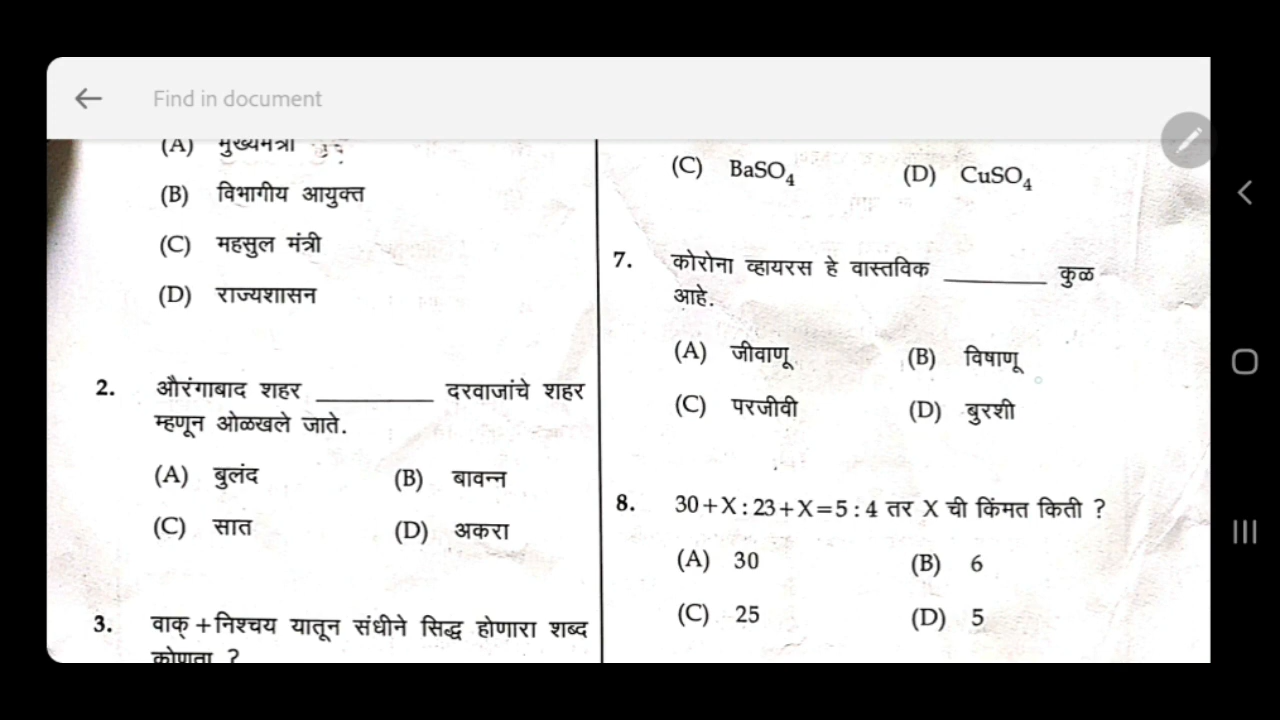 Find in document
(A) मुख्यमंत्री
(B) विभागीय आयुक्त
(C) महसुल मंत्री
(D) राज्यशासन
2. औरंगाबाद शहर ________ दरवाजांचे शहर
म्हणून ओळखले जाते.
(A) बुलंद (B) बावन्न
(C) सात (D) अकरा
3. वाक् +निश्चय यातून संधीने सिद्ध होणारा शब्द
कोणता ?
(C) BaSO₄ (D) CuSO₄
7. कोरोना व्हायरस हे वास्तविक ________ कुळ
आहे.
(A) जीवाणू (B) विषाणू
(C) परजीवी (D) बुरशी
8. 30+X : 23+X=5 : 4 तर X ची किंमत किती ?
(A) 30 (B) 6
(C) 25 (D) 5